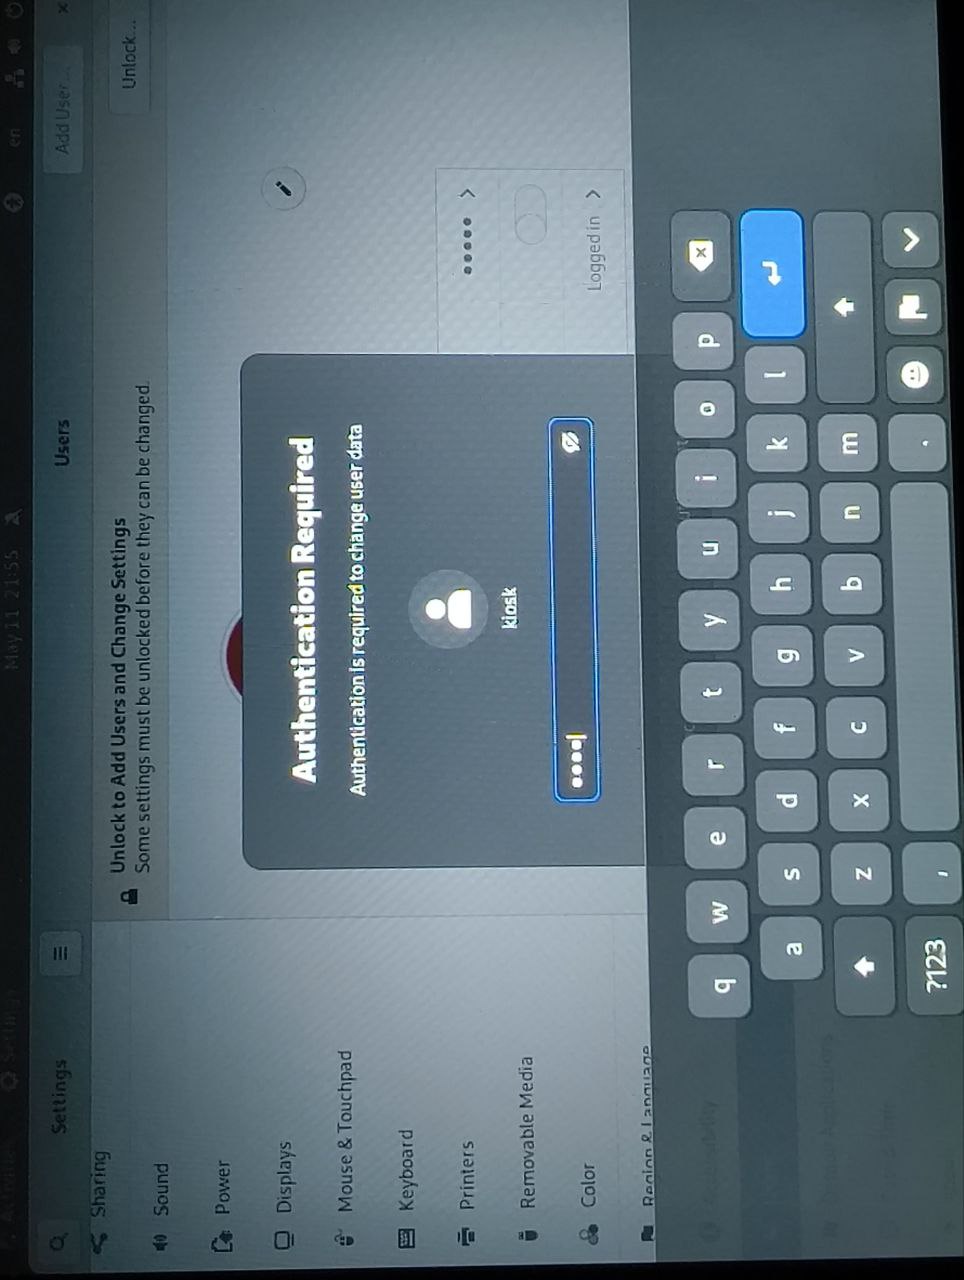 May 11 21:55
en
Settings
Users
Add User...
Unlock to Add Users and Change Settings
Some settings must be unlocked before they can be changed.
Unlock...
Sharing
Sound
Power
Displays
Mouse & Touchpad
Keyboard
Printers
Removable Media
Color
Region & Language
Logged in
Authentication Required
Authentication is required to change user data
kiosk
q w e r t y u i o p
a s d f g h j k l
z x c v b n m
?123 , .